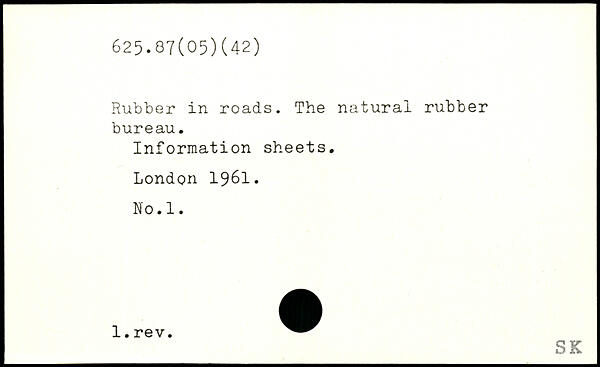 625.87(05)(42)
Rubber in roads. The natural rubber
bureau.
Information sheets.
London 1961.
No.1.
1.rev.
SK